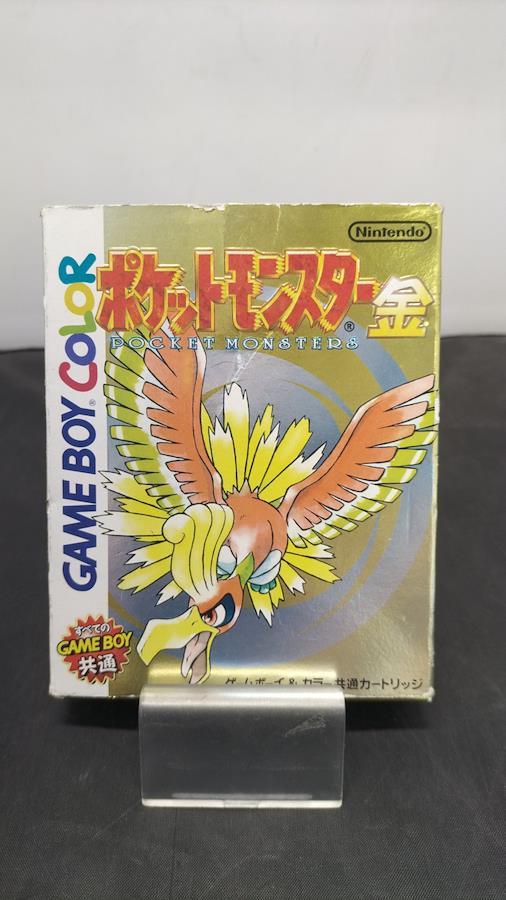 Nintendo
ポケットモンスター金
POCKET MONSTERS®
GAME BOY® COLOR
すべての
GAME BOY
共通
ゲームボーイ&カラー共通カートリッジ